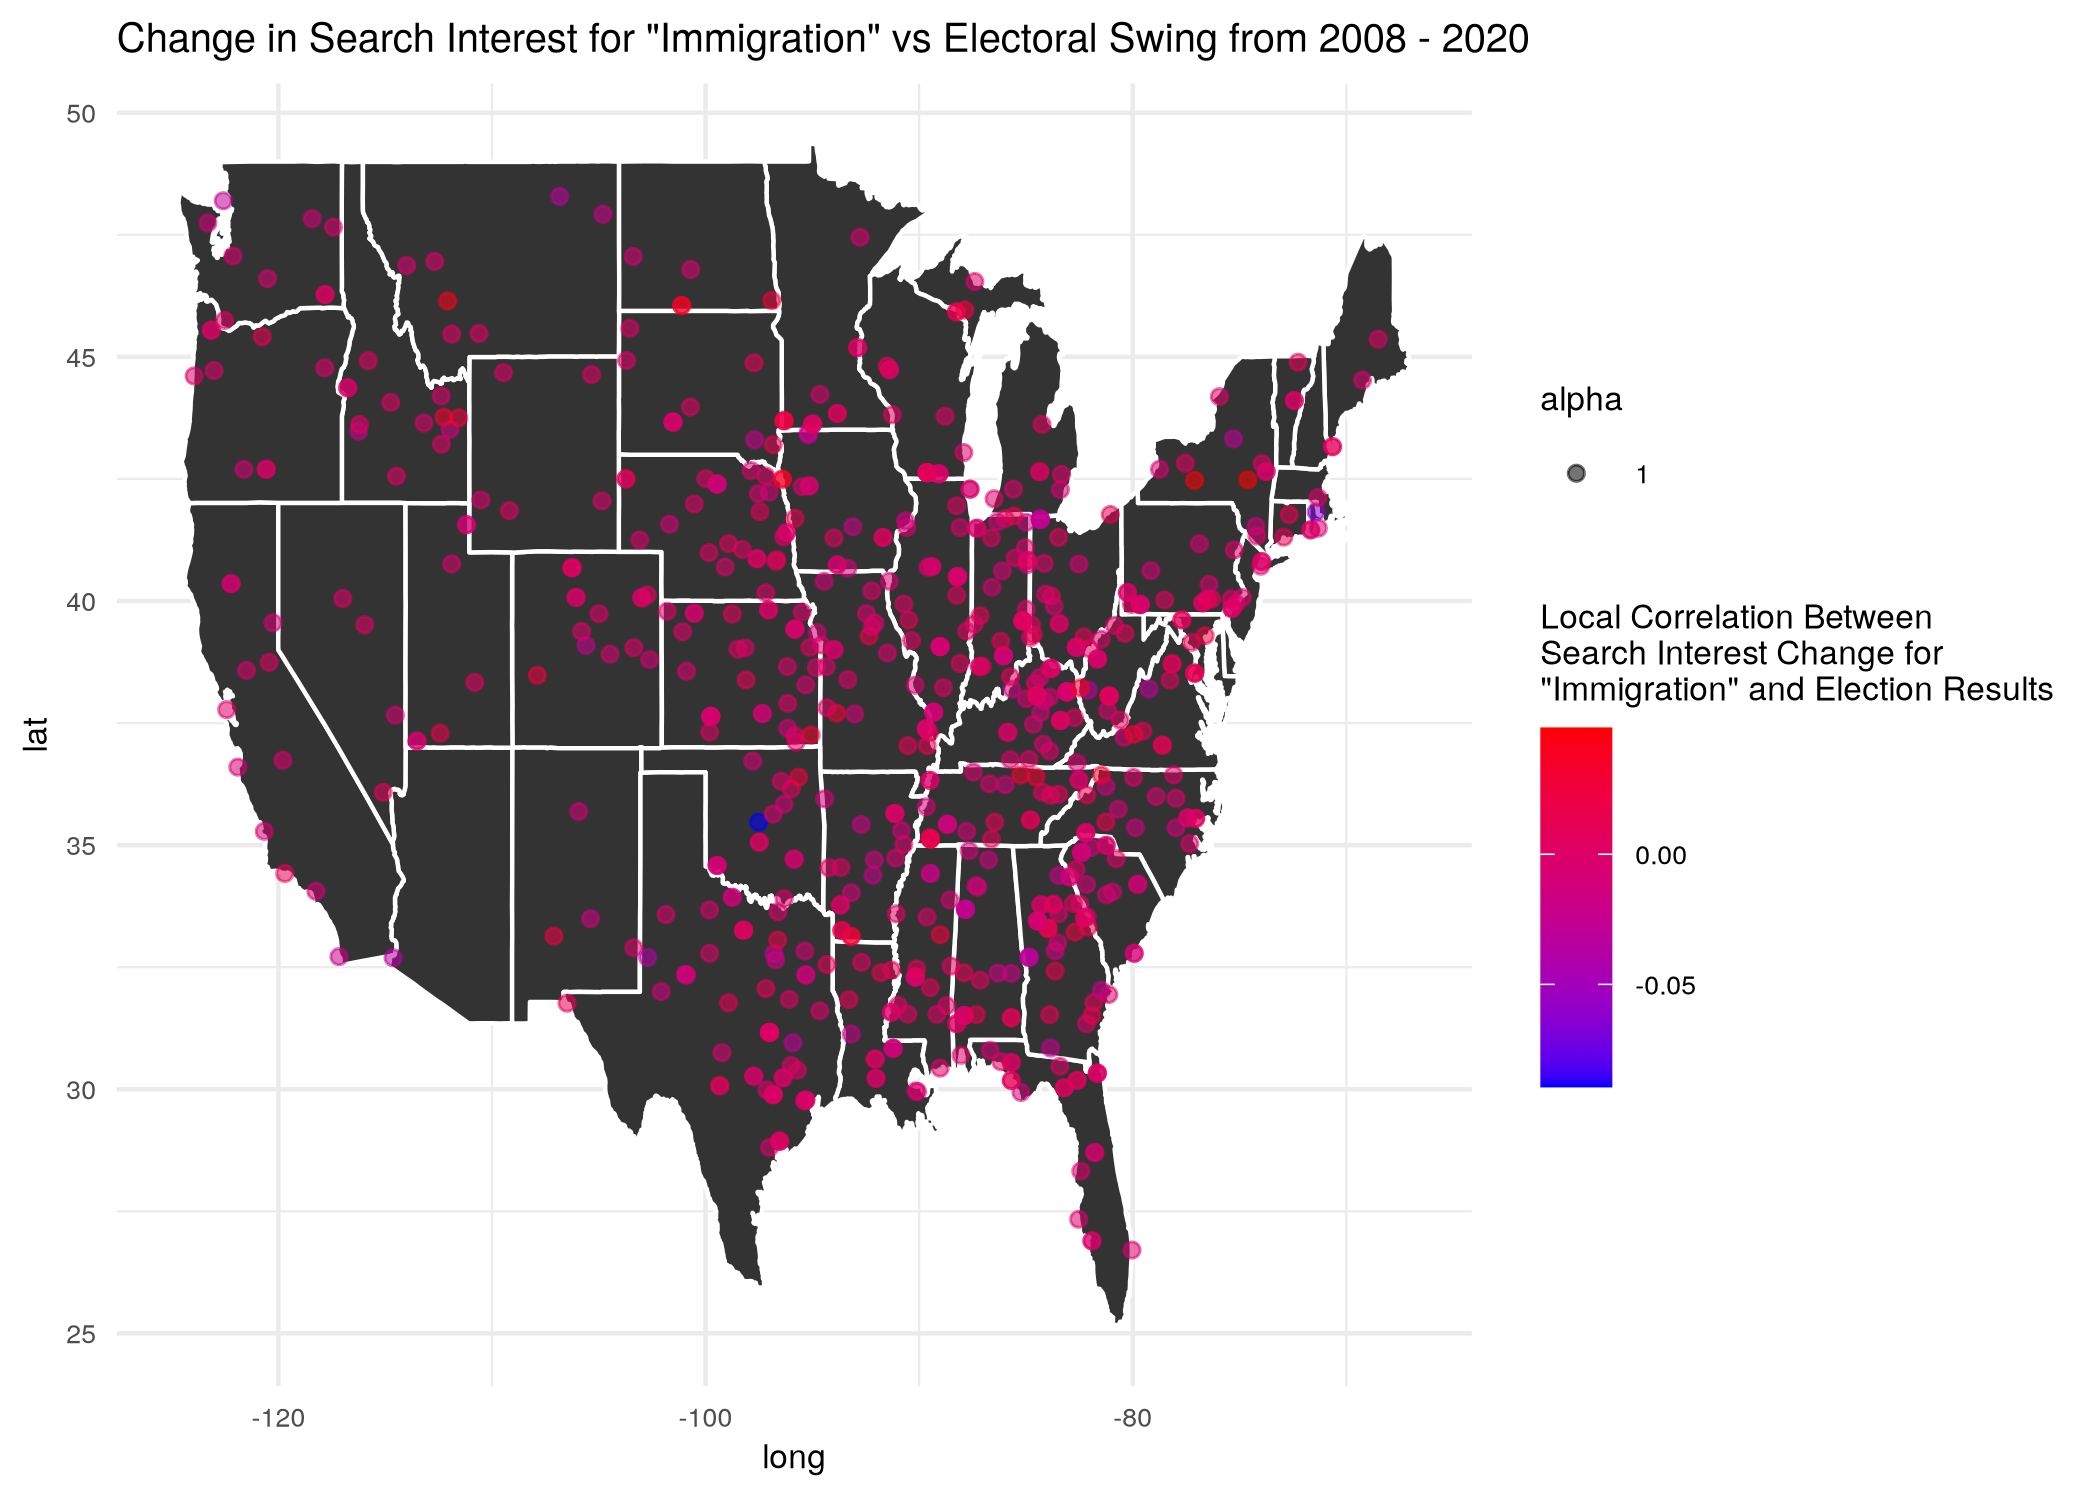 Change in Search Interest for "Immigration" vs Electoral Swing from 2008 - 2020
50
45
40
35
30
25
lat
-120
-100
-80
long
alpha
1
Local Correlation Between
Search Interest Change for
"Immigration" and Election Results
0.00
-0.05